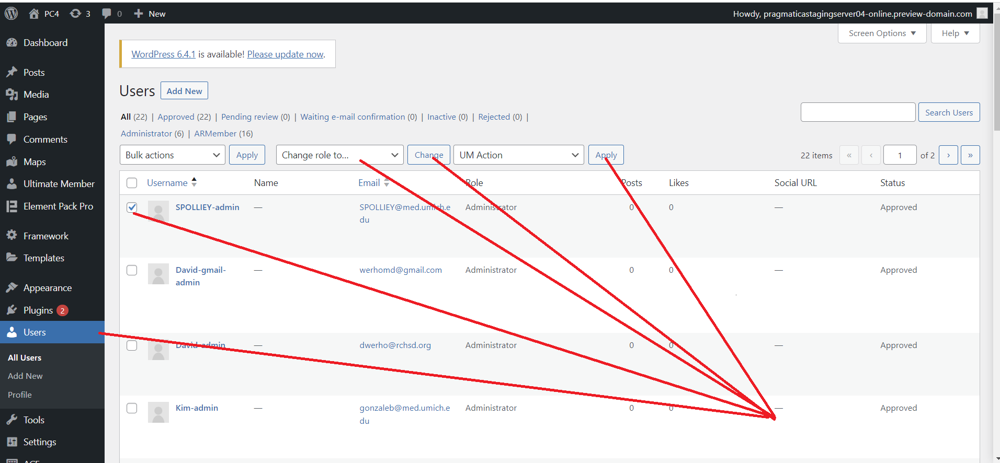 PC4 3 0 New Howdy, pragmaticastagingserver04-online.preview-domain.com
Screen Options Help
Dashboard
Posts
Media
Pages
Comments
Maps
Ultimate Member
Element Pack Pro
Framework
Templates
Appearance
Plugins 2
Users
All Users
Add New
Profile
Tools
Settings
WordPress 6.4.1 is available! Please update now.
Users Add New
All (22) | Approved (22) | Pending review (0) | Waiting e-mail confirmation (0) | Inactive (0) | Rejected (0) |
Administrator (6) | ARMember (16)
Search Users
Bulk actions Apply Change role to... Change UM Action Apply 22 items « ‹ 1 of 2 › »
Username Name Email Role Posts Likes Social URL Status
SPOLLIEY-admin — SPOLLIEY@med.umich.e Administrator 0 0 — Approved
du
David-gmail- — werhomd@gmail.com Administrator 0 0 — Approved
admin
David-admin — dwerho@rchsd.org Administrator 0 0 — Approved
Kim-admin — gonzaleb@med.umich.e Administrator 0 0 — Approved
du